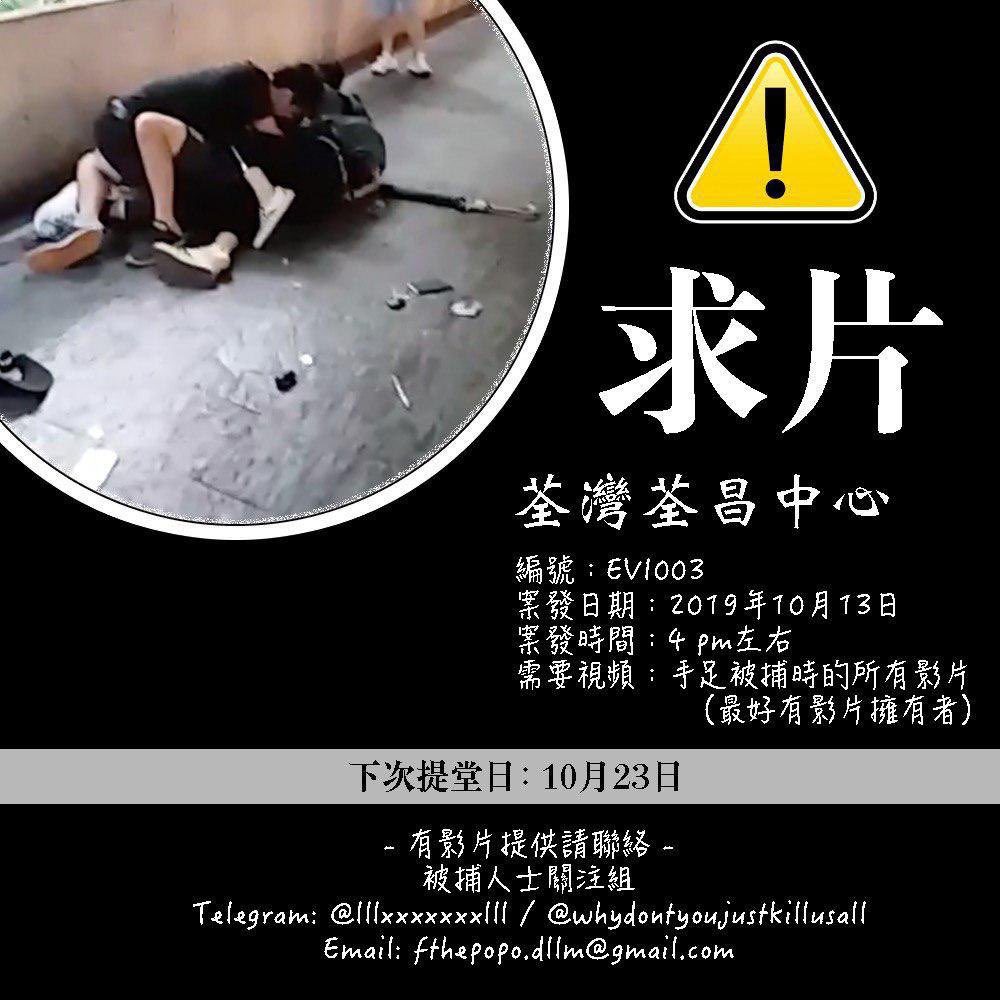 求片
荃灣荃昌中心
編號：EV1003
案發日期：2019年10月13日
案發時間：4 pm左右
需要視頻：手足被捕時的所有影片
(最好有影片擁有者)
下次提堂日: 10月23日
- 有影片提供請聯絡 -
被捕人士關注組
Telegram: @lllxxxxxxxlll / @whydontyoujustkillusall
Email: fthepopo.dllm@gmail.com